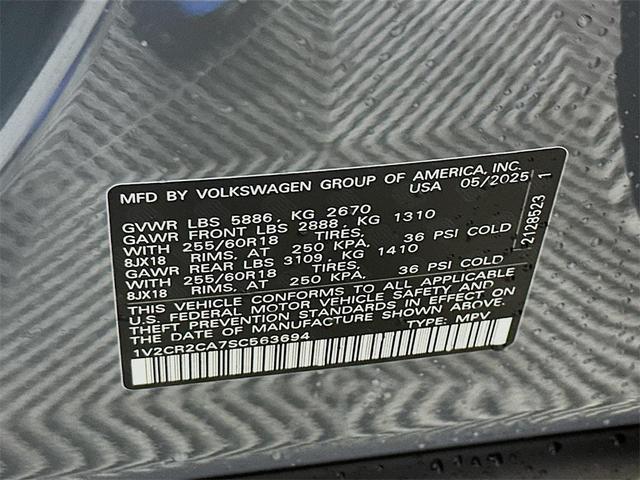 MFD BY VOLKSWAGEN GROUP OF AMERICA, INC.
USA 05/2025
GVWR LBS 5886, KG 2670
GAWR FRONT LBS 2888, KG 1310
WITH 255/60R18 TIRES,
8JX18 RIMS. AT 250 KPA, 36 PSI COLD
GAWR REAR LBS 3109, KG 1410
WITH 255/60R18 TIRES,
8JX18 RIMS. AT 250 KPA, 36 PSI COLD
THIS VEHICLE CONFORMS TO ALL APPLICABLE
U.S. FEDERAL MOTOR VEHICLE SAFETY AND
THEFT PREVENTION STANDARDS IN EFFECT ON
THE DATE OF MANUFACTURE SHOWN ABOVE.
1V2CR2CA7SC563694 TYPE: MPV
2128523 1